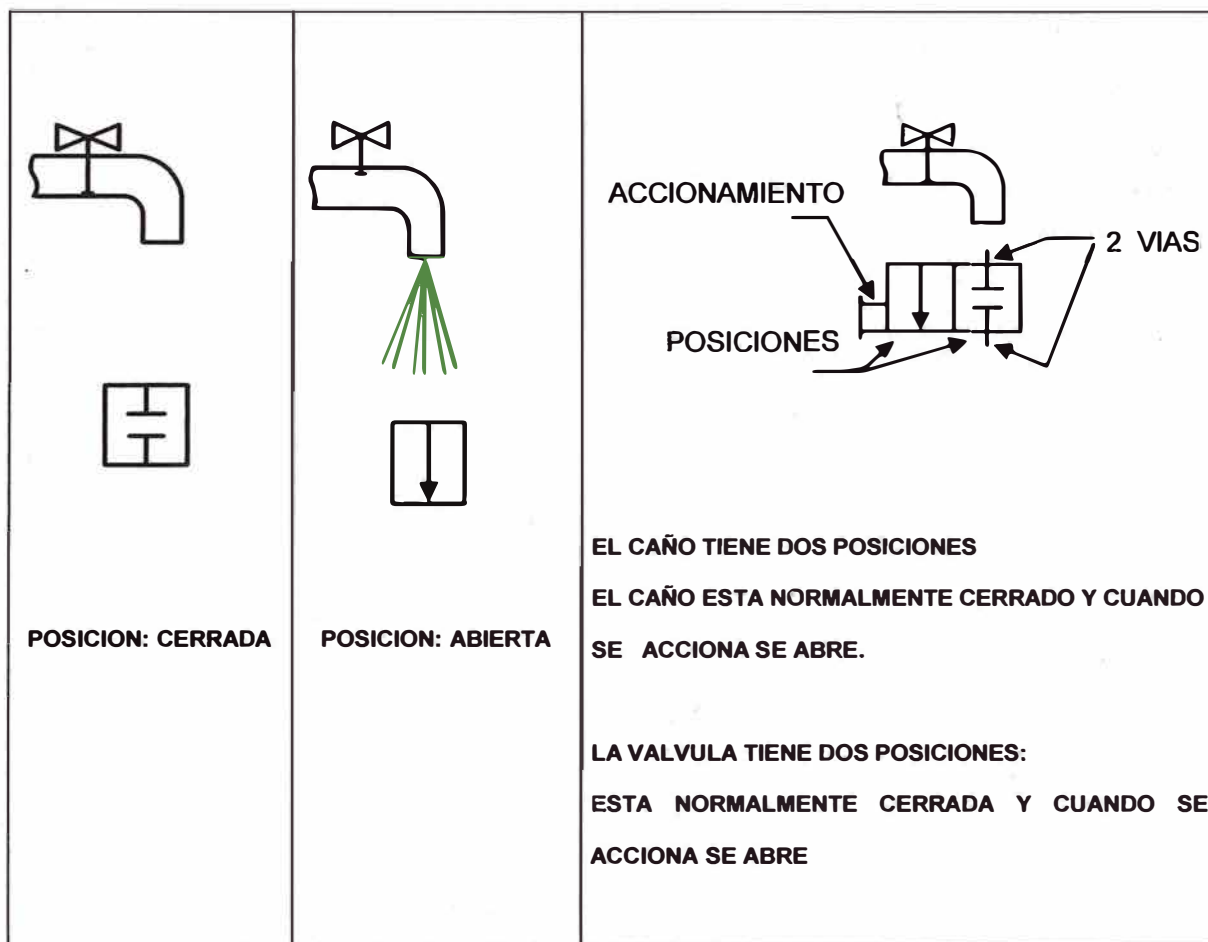 POSICION: CERRADA
POSICION: ABIERTA
ACCIONAMIENTO
2 VIAS
POSICIONES
EL CAÑO TIENE DOS POSICIONES
EL CAÑO ESTA NORMALMENTE CERRADO Y CUANDO
SE ACCIONA SE ABRE.
LA VALVULA TIENE DOS POSICIONES:
ESTA NORMALMENTE CERRADA Y CUANDO SE
ACCIONA SE ABRE